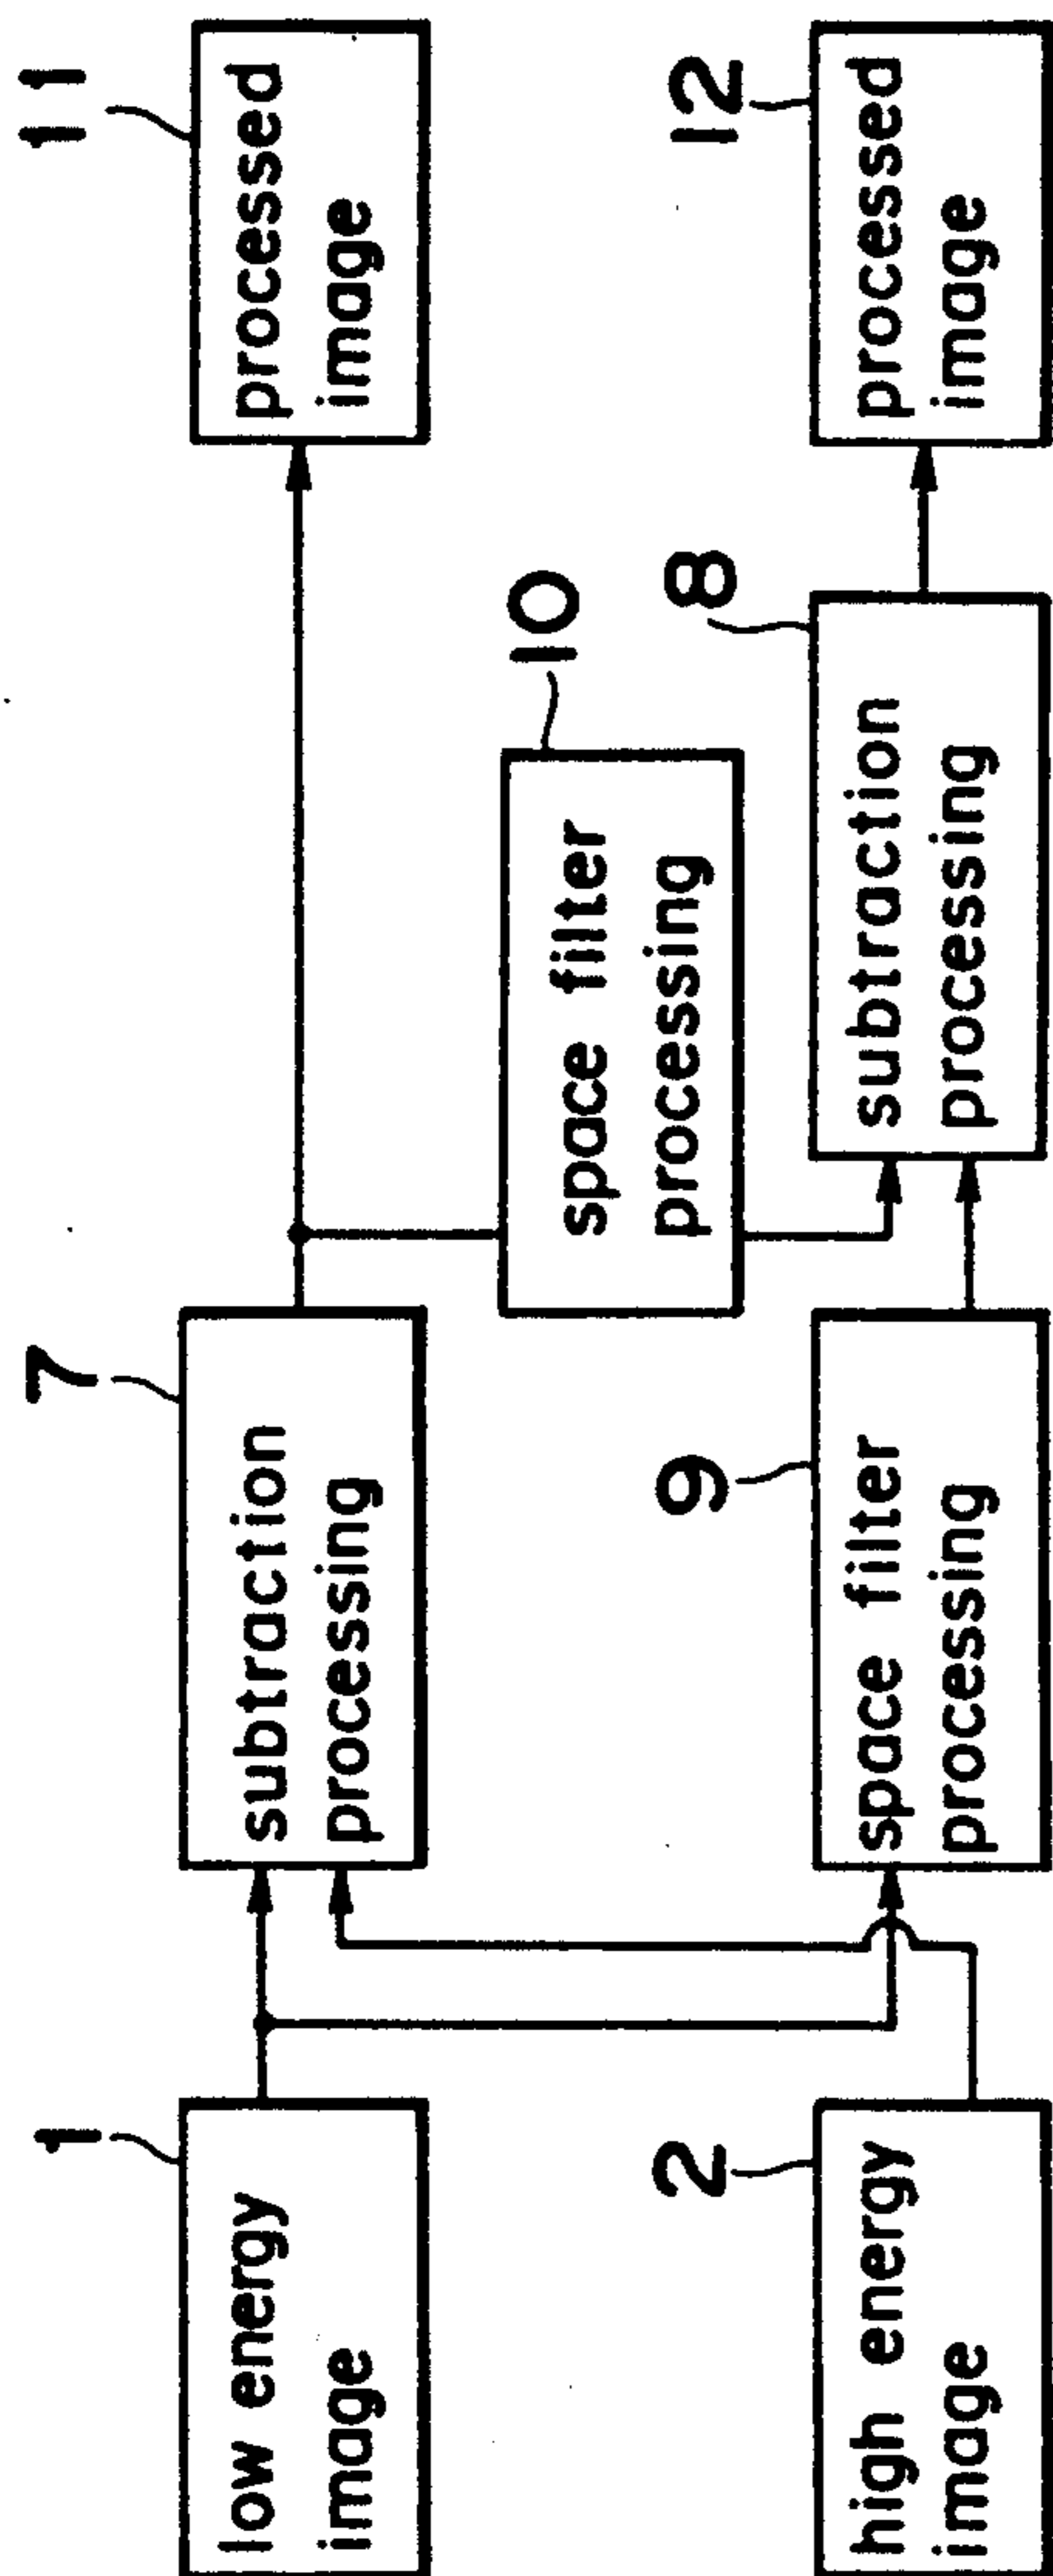 1
low energy
image
7
subtraction
processing
11
processed
image
10
space filter
processing
2
high energy
image
9
space filter
processing
8
subtraction
processing
12
processed
image